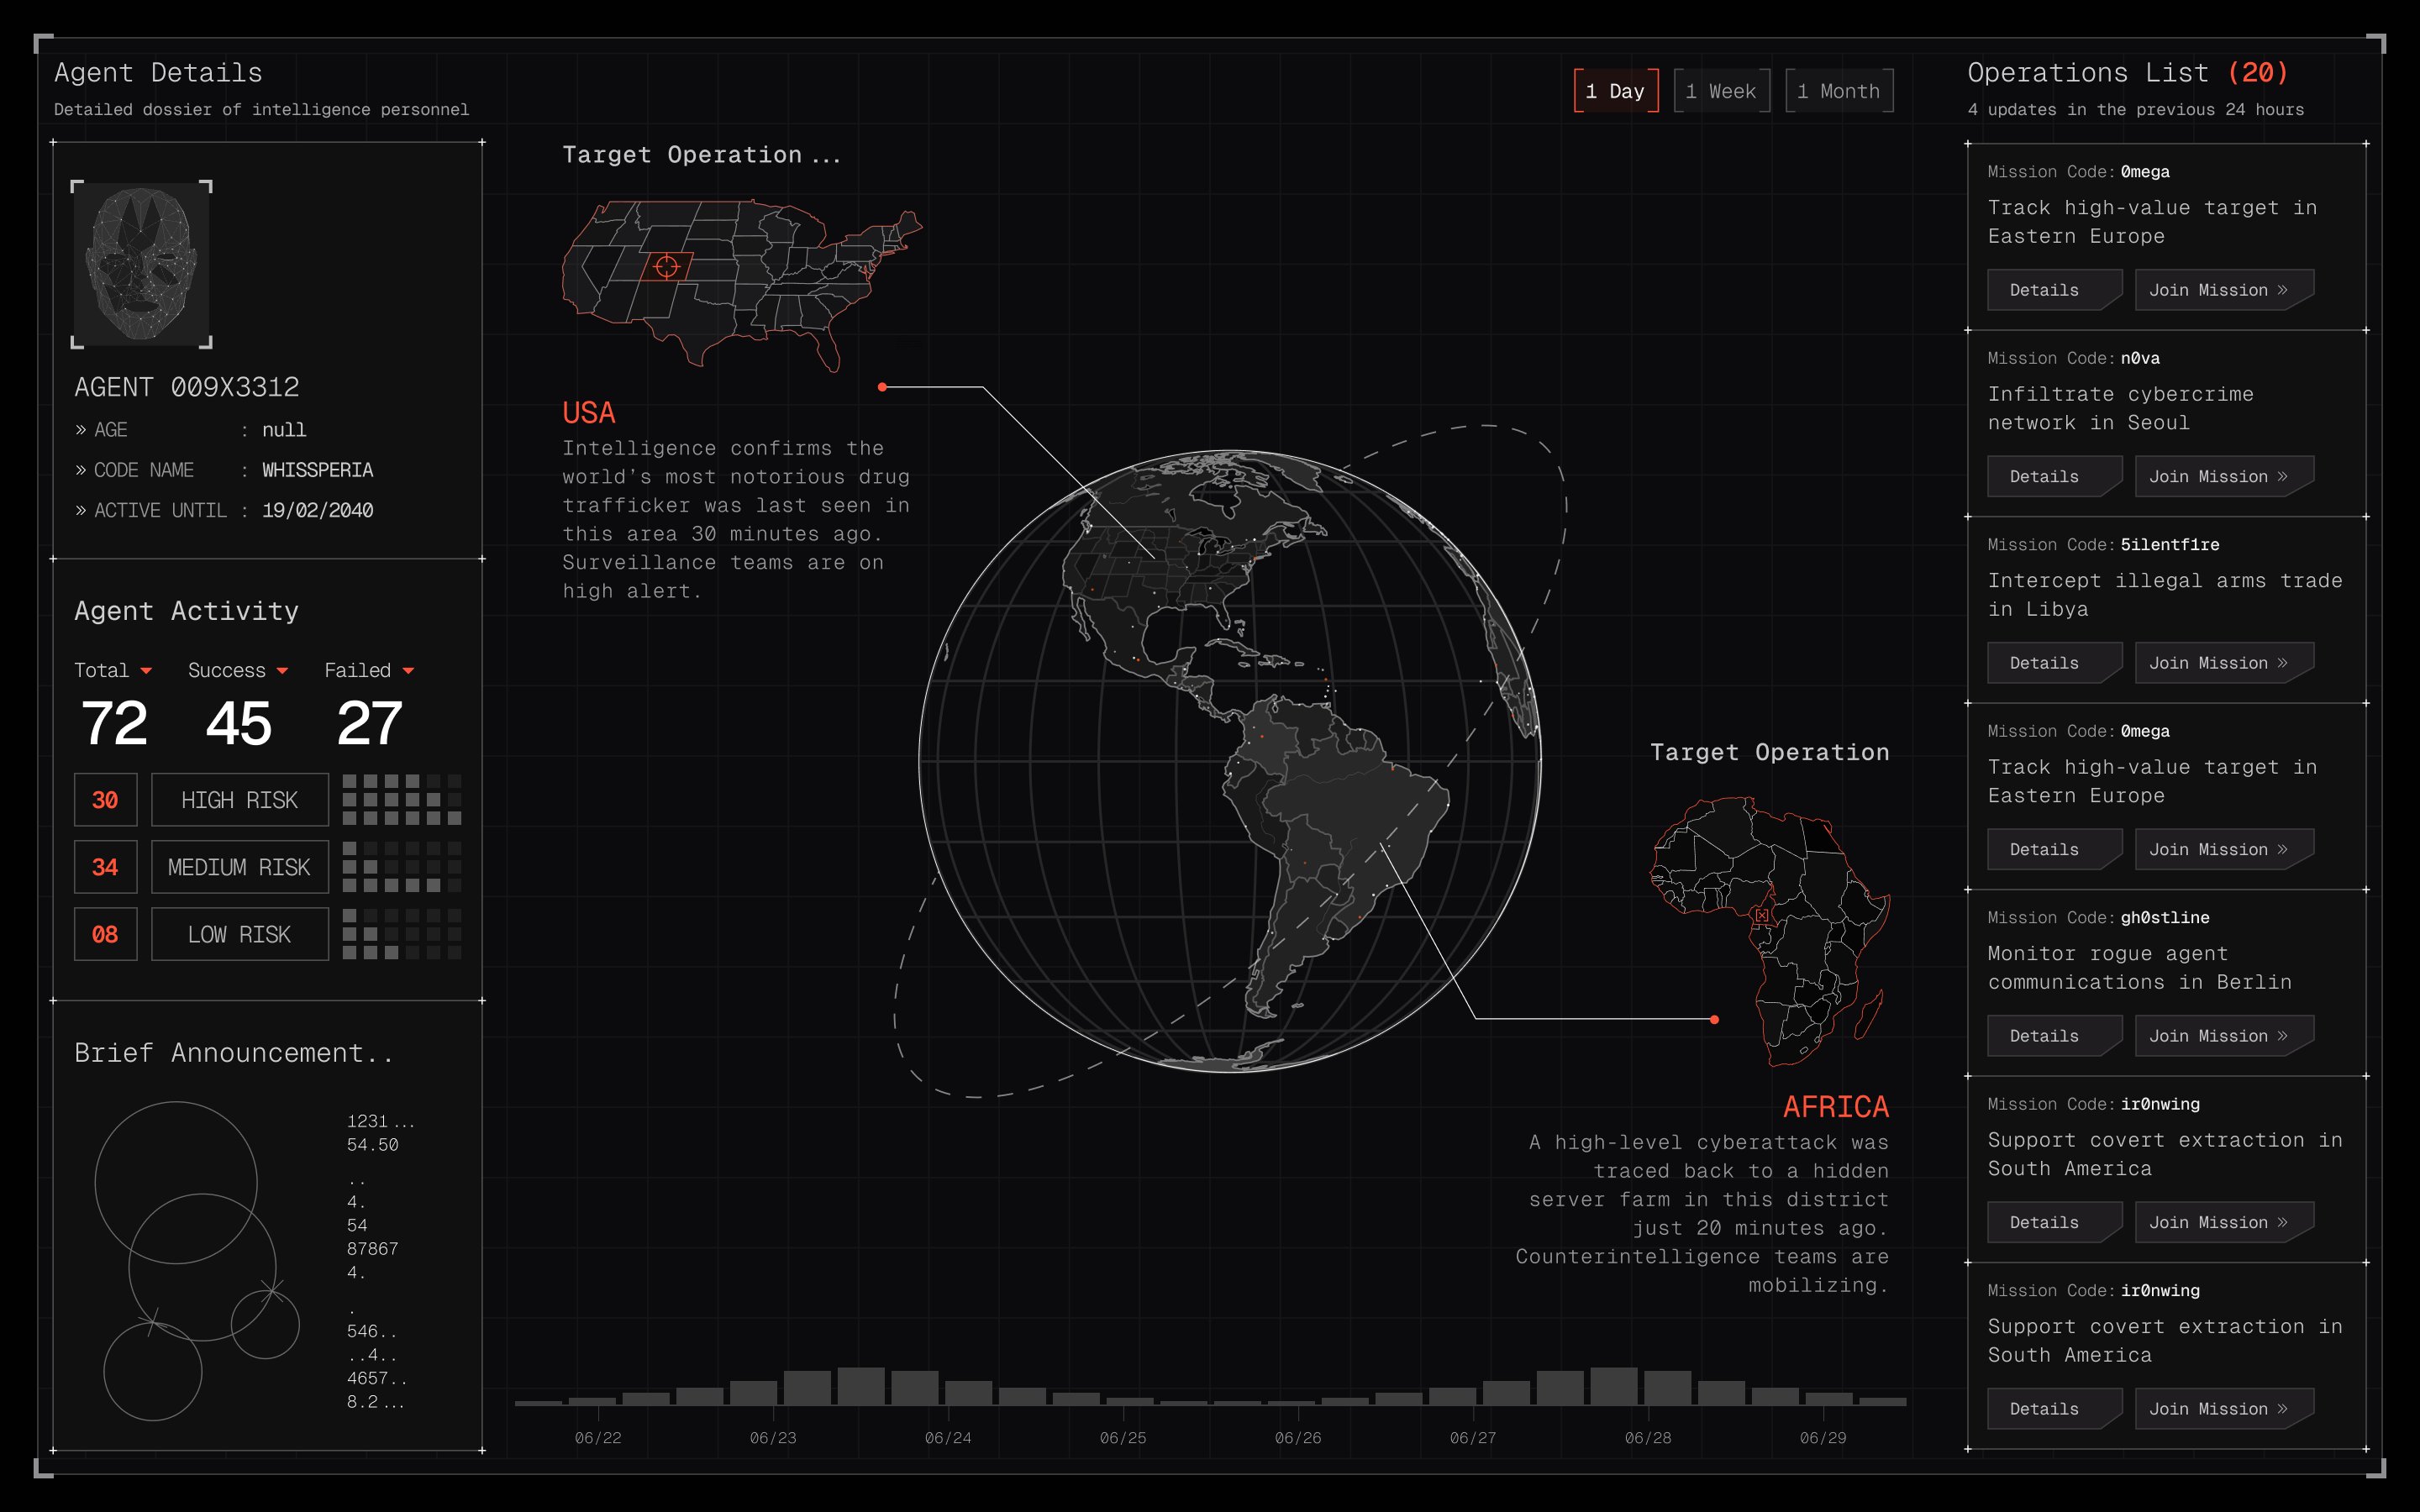 Agent Details
Detailed dossier of intelligence personnel
AGENT 009X3312
» AGE : null
» CODE NAME : WHISSPERIA
» ACTIVE UNTIL : 19/02/2040
Agent Activity
Total Success Failed
72 45 27
30 HIGH RISK
34 MEDIUM RISK
08 LOW RISK
Brief Announcement..
1231...
54.50
..
4.
54
87867
4.
.
546..
..4..
4657..
8.2...
1 Day 1 Week 1 Month
Target Operation...
USA
Intelligence confirms the
world's most notorious drug
trafficker was last seen in
this area 30 minutes ago.
Surveillance teams are on
high alert.
Target Operation
AFRICA
A high-level cyberattack was
traced back to a hidden
server farm in this district
just 20 minutes ago.
Counterintelligence teams are
mobilizing.
06/22 06/23 06/24 06/25 06/26 06/27 06/28 06/29
Operations List (20)
4 updates in the previous 24 hours
Mission Code: 0mega
Track high-value target in
Eastern Europe
Details Join Mission »
Mission Code: n0va
Infiltrate cybercrime
network in Seoul
Details Join Mission »
Mission Code: 5ilentf1re
Intercept illegal arms trade
in Libya
Details Join Mission »
Mission Code: 0mega
Track high-value target in
Eastern Europe
Details Join Mission »
Mission Code: gh0stline
Monitor rogue agent
communications in Berlin
Details Join Mission »
Mission Code: ir0nwing
Support covert extraction in
South America
Details Join Mission »
Mission Code: ir0nwing
Support covert extraction in
South America
Details Join Mission »